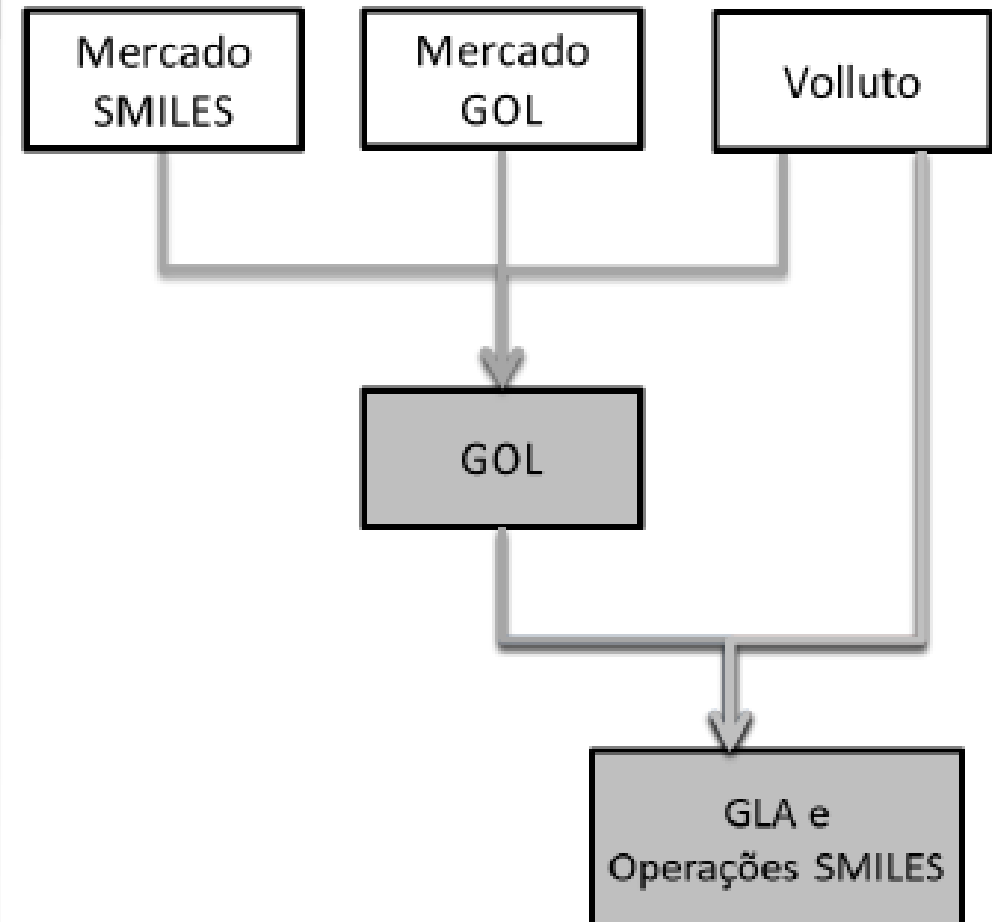 Mercado
SMILES
Mercado
GOL
Volluto
GOL
GLA e
Operações SMILES